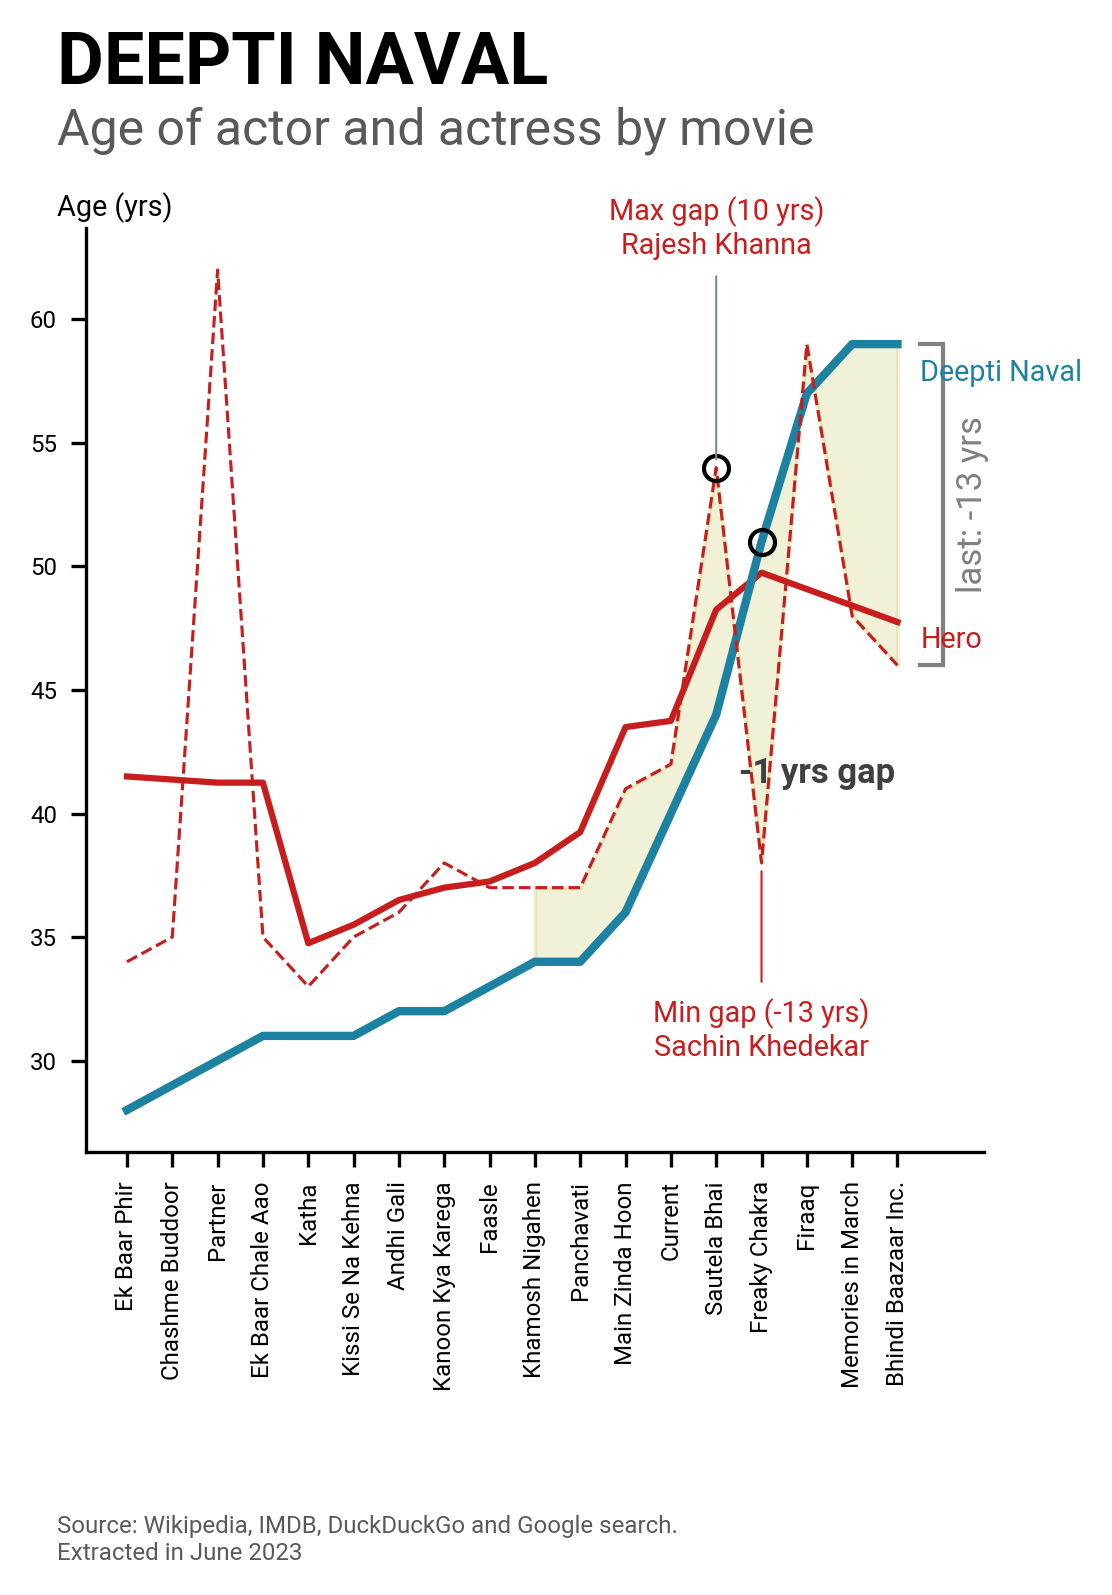 DEEPTI NAVAL
Age of actor and actress by movie
Age (yrs)
Max gap (10 yrs)
Rajesh Khanna
60
55
50
45
40
35
30
Deepti Naval
last: -13 yrs
Hero
-1 yrs gap
Min gap (-13 yrs)
Sachin Khedekar
Ek Baar Phir
Chashme Buddoor
Partner
Ek Baar Chale Aao
Katha
Kissi Se Na Kehna
Andhi Gali
Kanoon Kya Karega
Faasle
Khamosh Nigahen
Panchavati
Main Zinda Hoon
Current
Sautela Bhai
Freaky Chakra
Firaaq
Memories in March
Bhindi Baazaar Inc.
Source: Wikipedia, IMDB, DuckDuckGo and Google search.
Extracted in June 2023